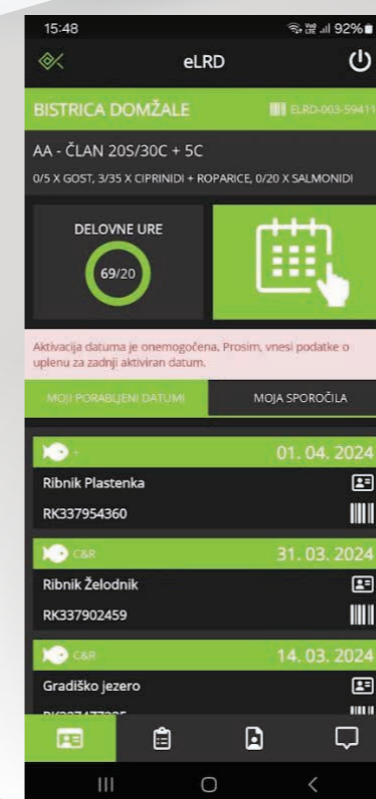 15:48
92%
eLRD
BISTRICA DOMŽALE
ELRD-003-59411
AA - ČLAN 20S/30C + 5C
0/5 X GOST, 3/35 X CIPRINIDI + ROPARICE, 0/20 X SALMONIDI
DELOVNE URE
69/20
Aktivacija datuma je onemogočena. Prosim, vnesi podatke o
uplenu za zadnji aktiviran datum.
MOJI PORABLJENI DATUMI
MOJA SPOROČILA
+ 01. 04. 2024
Ribnik Plastenka
RK337954360
C&R 31. 03. 2024
Ribnik Želodnik
RK337902459
C&R 14. 03. 2024
Gradiško jezero